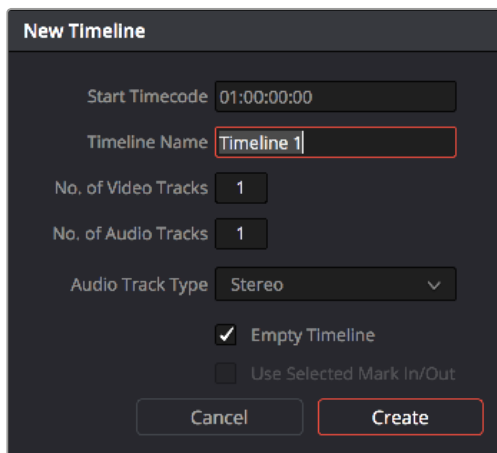 New Timeline
Start Timecode 01:00:00:00
Timeline Name Timeline 1
No. of Video Tracks 1
No. of Audio Tracks 1
Audio Track Type Stereo
Empty Timeline
Use Selected Mark In/Out
Cancel Create